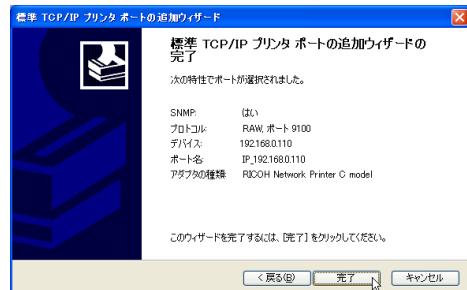 標準 TCP/IP プリンタ ポートの追加ウィザード
標準 TCP/IP プリンタ ポートの追加ウィザードの
完了
次の特性でポートが選択されました。
SNMP: はい
プロトコル: RAW, ポート 9100
デバイス: 192.168.0.110
ポート名: IP_192.168.0.110
アダプタの種類: RICOH Network Printer C model
このウィザードを完了するには、[完了] をクリックしてください。
< 戻る(B) 完了 キャンセル